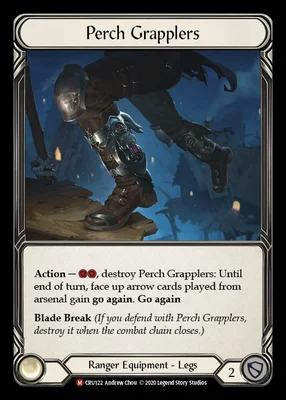 Perch Grapplers
Action — , destroy Perch Grapplers: Until
end of turn, face up arrow cards played from
arsenal gain go again. Go again
Blade Break (If you defend with Perch Grapplers,
destroy it when the combat chain closes.)
Ranger Equipment - Legs
2
M CRU122 Andrew Chou © 2020 Legend Story Studios